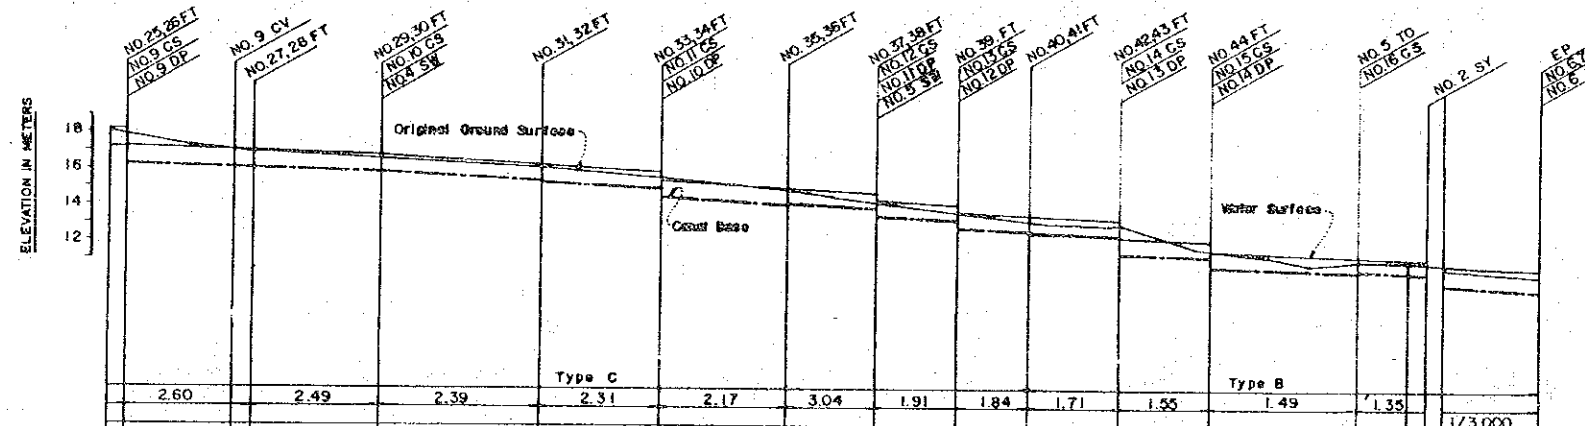 NO.25,26 FT
NO.9 CS
NO.9 DP
NO.9 CV
NO.27,28 FT
NO.29,30 FT
NO.10 CS
NO.4 SW
NO.31,32 FT
NO.33,34 FT
NO.11 CS
NO.10 DP
NO.35,36 FT
NO.37,38 FT
NO.12 CS
NO.11 DP
NO.5 SW
NO.39 FT
NO.13 CS
NO.12 DP
NO.40,41 FT
NO.42,43 FT
NO.14 CS
NO.13 DP
NO.44 FT
NO.15 CS
NO.14 DP
NO.5 TO
NO.16 CS
NO.2 SY
E.P.
NO.6,7
NO.6
ELEVATION IN METERS
18
16
14
12
Original Ground Surface
Canal Base
Water Surface
Type C
Type B
2.60 2.49 2.39 2.31 2.17 3.04 1.91 1.84 1.71 1.55 1.49 1.35
1/3,000